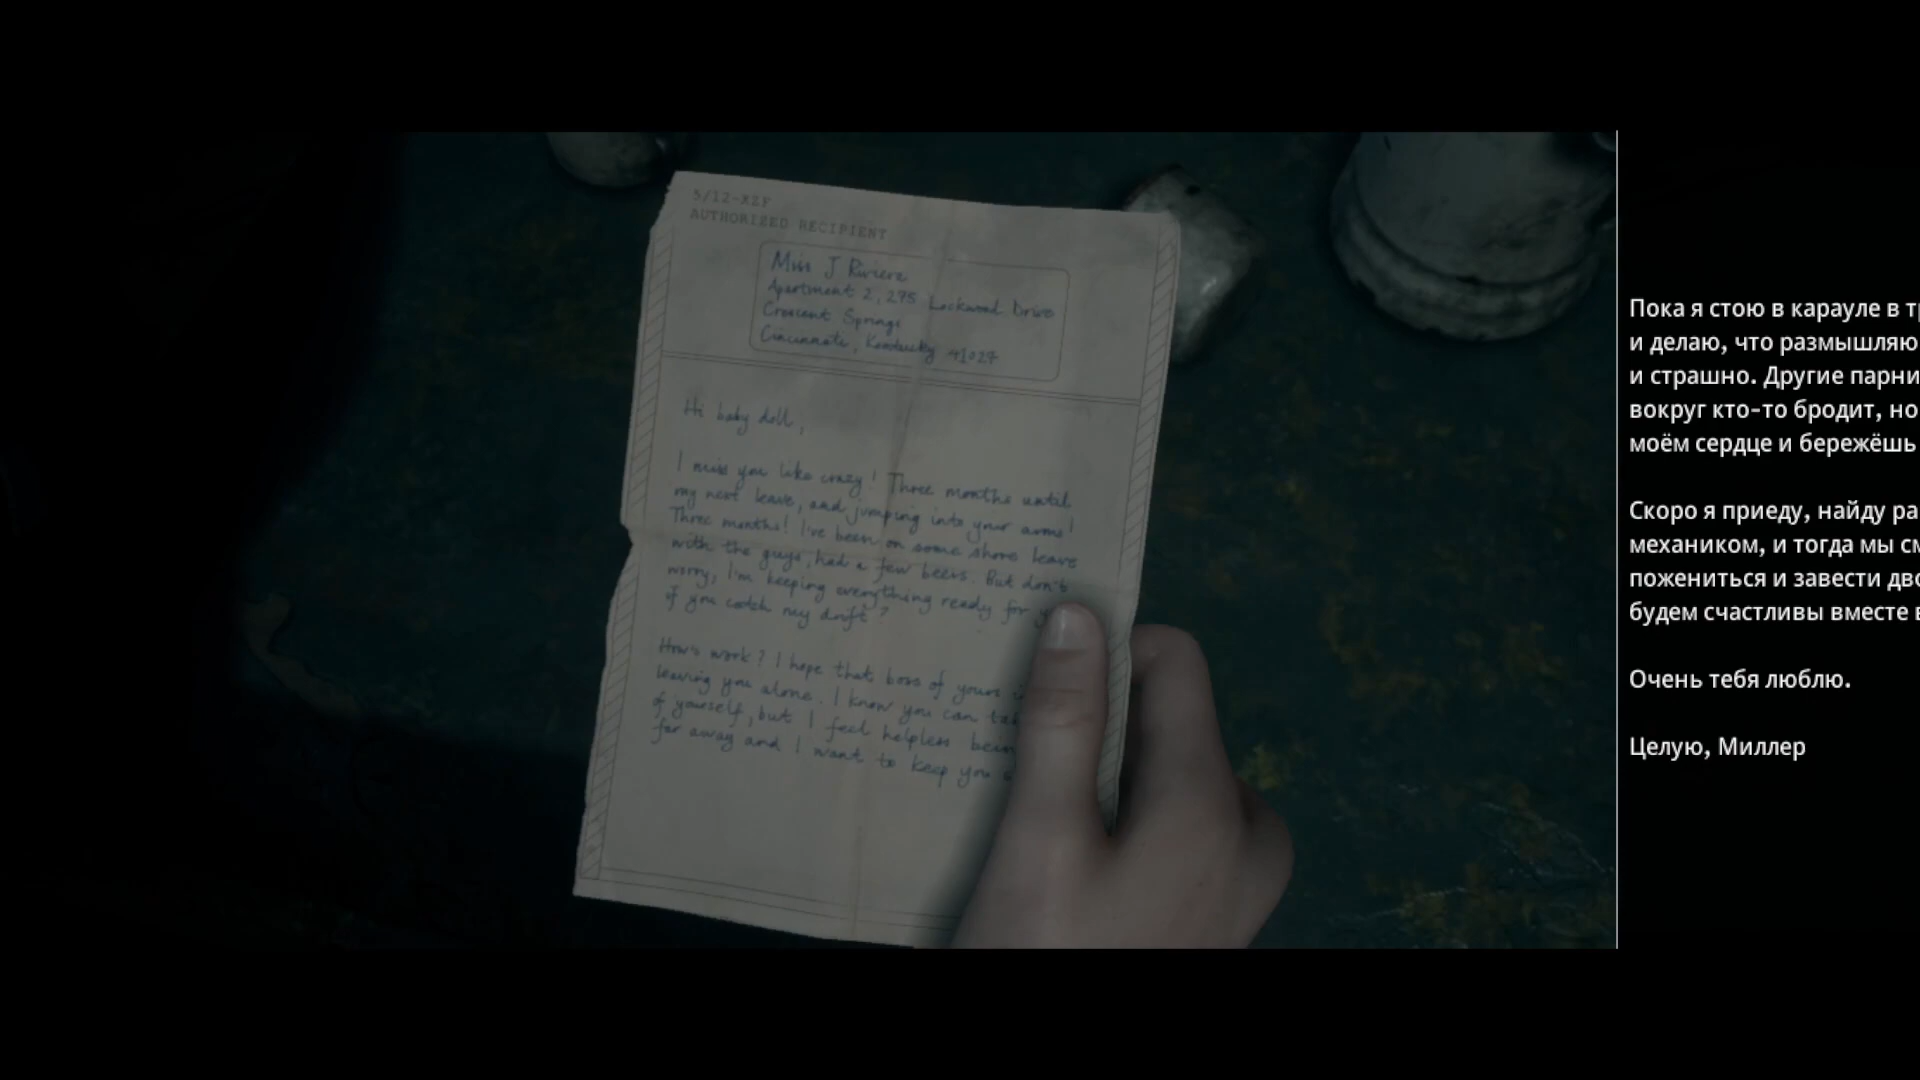 5/12-XZF
AUTHORIZED RECIPIENT
Miss J Riviera
Apartment 2, 295 Lockwood Drive
Crescent Springs
Cincinnati, Kentucky 41027
Hi baby doll,
I miss you like crazy! Three months until
my next leave, and jumping into your arms!
Three months! I've been on some shore leave
with the guys, had a few beers. But don't
worry, I'm keeping everything ready for
if you catch my drift?
How's work? I hope that boss of yours
leaving you alone. I know you can
of yourself, but I feel helpless
far away and I want to keep you
Пока я стою в карауле в
и делаю, что размышляю
и страшно. Другие парни
вокруг кто-то бродит, но
моём сердце и бережёшь
Скоро я приеду, найду
механиком, и тогда мы
пожениться и завести
будем счастливы вместе
Очень тебя люблю.
Целую, Миллер